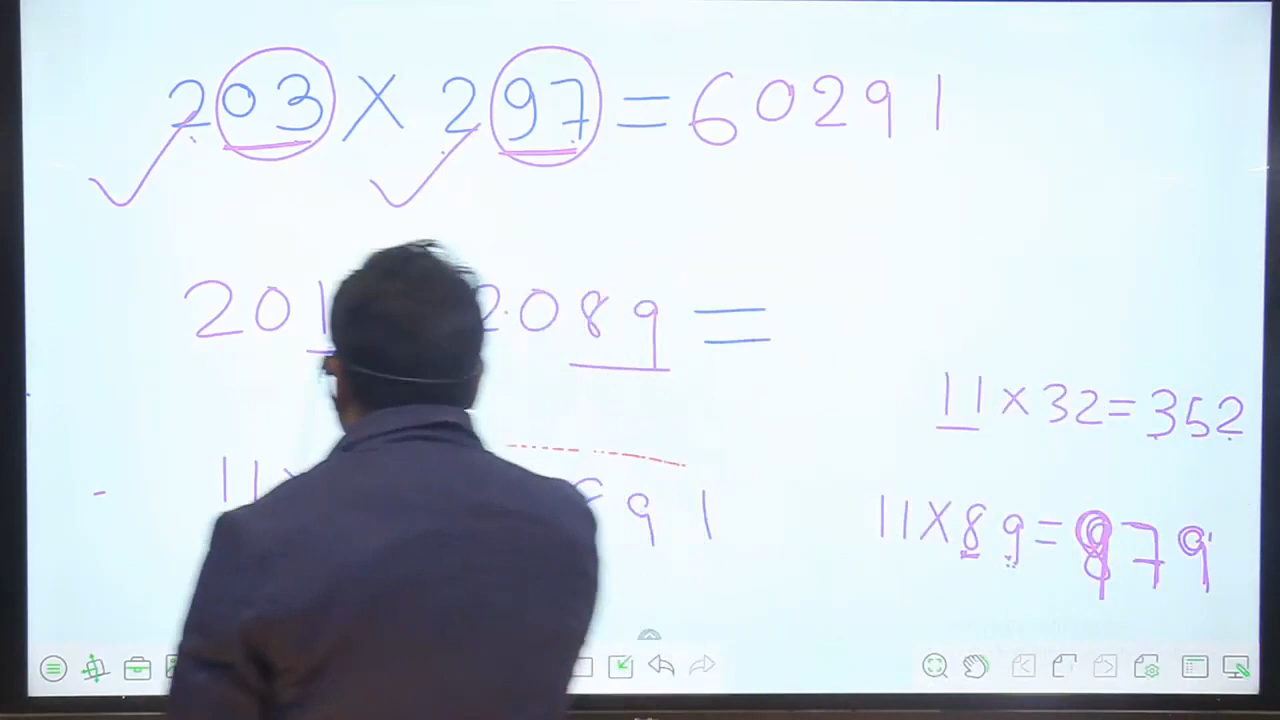 203 × 297 = 60291
201 2089 =
11 × 32 = 352
11 91
11 × 89 = 979